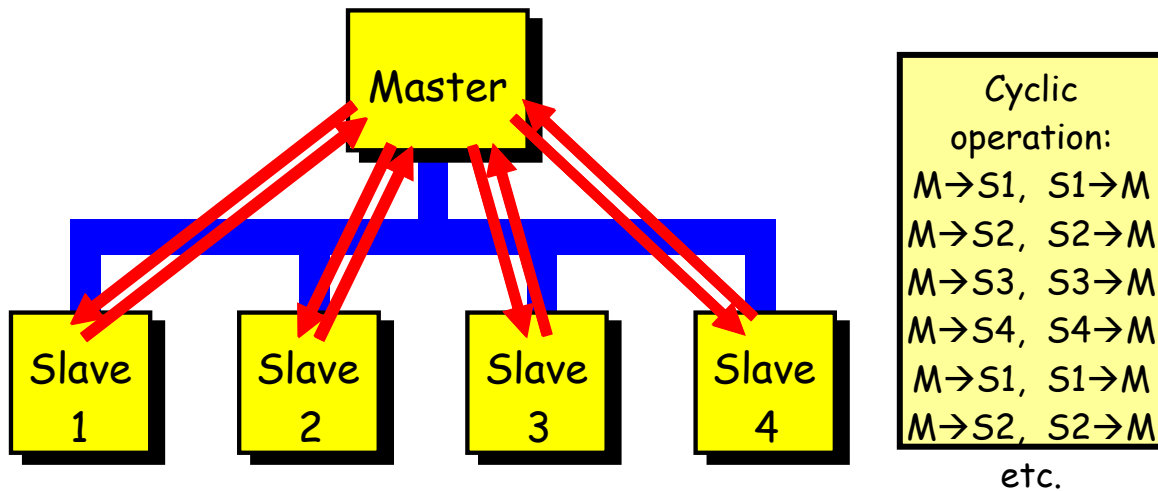 Master
Slave
1
Slave
2
Slave
3
Slave
4
Cyclic
operation:
M→S1, S1→M
M→S2, S2→M
M→S3, S3→M
M→S4, S4→M
M→S1, S1→M
M→S2, S2→M
etc.